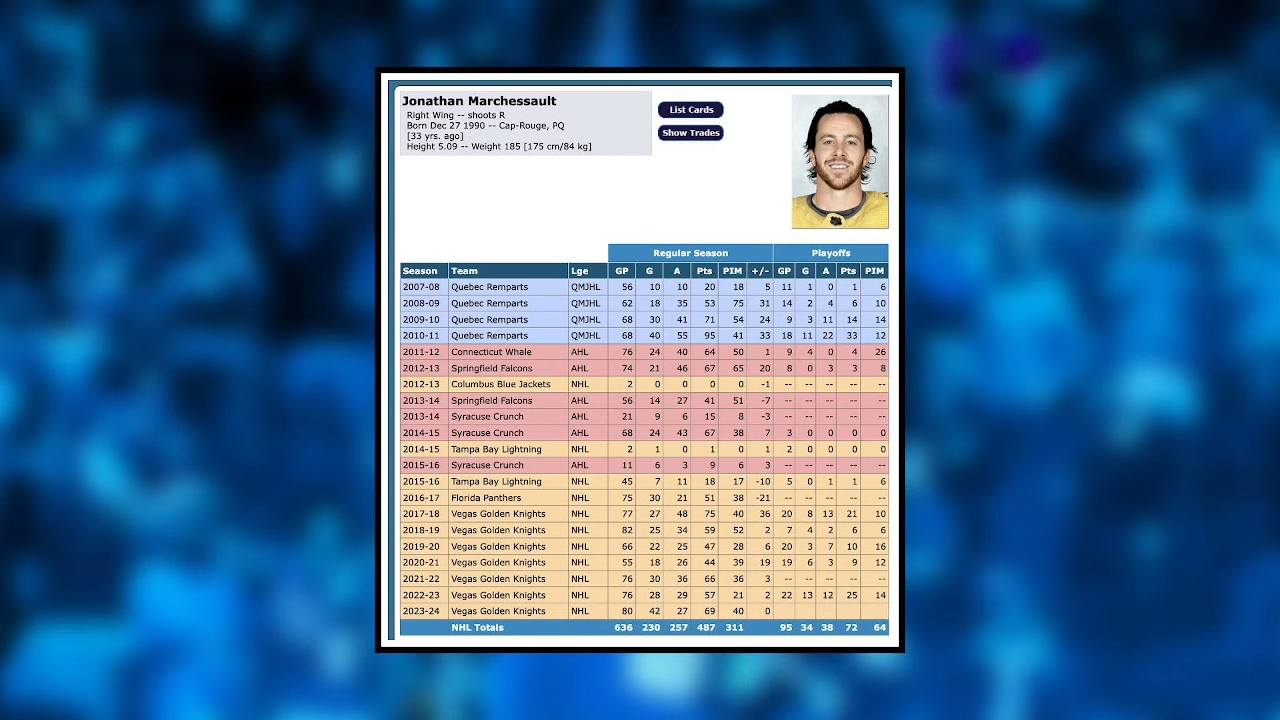 Jonathan Marchessault
Right Wing -- shoots R
Born Dec 27 1990 -- Cap-Rouge, PQ
[33 yrs. ago]
Height 5.09 -- Weight 185 [175 cm/84 kg]
List Cards
Show Trades
Regular Season Playoffs
Season Team Lge GP G A Pts PIM +/- GP G A Pts PIM
2007-08 Quebec Remparts QMJHL 56 10 10 20 18 5 11 1 0 1 6
2008-09 Quebec Remparts QMJHL 62 18 35 53 75 31 14 2 4 6 10
2009-10 Quebec Remparts QMJHL 68 30 41 71 54 24 9 3 11 14 14
2010-11 Quebec Remparts QMJHL 68 40 55 95 41 33 18 11 22 33 12
2011-12 Connecticut Whale AHL 76 24 40 64 50 1 9 4 0 4 26
2012-13 Springfield Falcons AHL 74 21 46 67 65 20 8 0 3 3 8
2012-13 Columbus Blue Jackets NHL 2 0 0 0 0 -1 -- -- -- -- --
2013-14 Springfield Falcons AHL 56 14 27 41 51 -7 -- -- -- -- --
2013-14 Syracuse Crunch AHL 21 9 6 15 8 -3 -- -- -- -- --
2014-15 Syracuse Crunch AHL 68 24 43 67 38 7 3 0 0 0 0
2014-15 Tampa Bay Lightning NHL 2 1 0 1 0 1 2 0 0 0 0
2015-16 Syracuse Crunch AHL 11 6 3 9 6 3 -- -- -- -- --
2015-16 Tampa Bay Lightning NHL 45 7 11 18 17 -10 5 0 1 1 6
2016-17 Florida Panthers NHL 75 30 21 51 38 -21 -- -- -- -- --
2017-18 Vegas Golden Knights NHL 77 27 48 75 40 36 20 8 13 21 10
2018-19 Vegas Golden Knights NHL 82 25 34 59 52 2 7 4 2 6 6
2019-20 Vegas Golden Knights NHL 66 22 25 47 28 6 20 3 7 10 16
2020-21 Vegas Golden Knights NHL 55 18 26 44 39 19 19 6 3 9 12
2021-22 Vegas Golden Knights NHL 76 30 36 66 36 3 -- -- -- -- --
2022-23 Vegas Golden Knights NHL 76 28 29 57 21 2 22 13 12 25 14
2023-24 Vegas Golden Knights NHL 80 42 27 69 40 0
NHL Totals 636 230 257 487 311 95 34 38 72 64